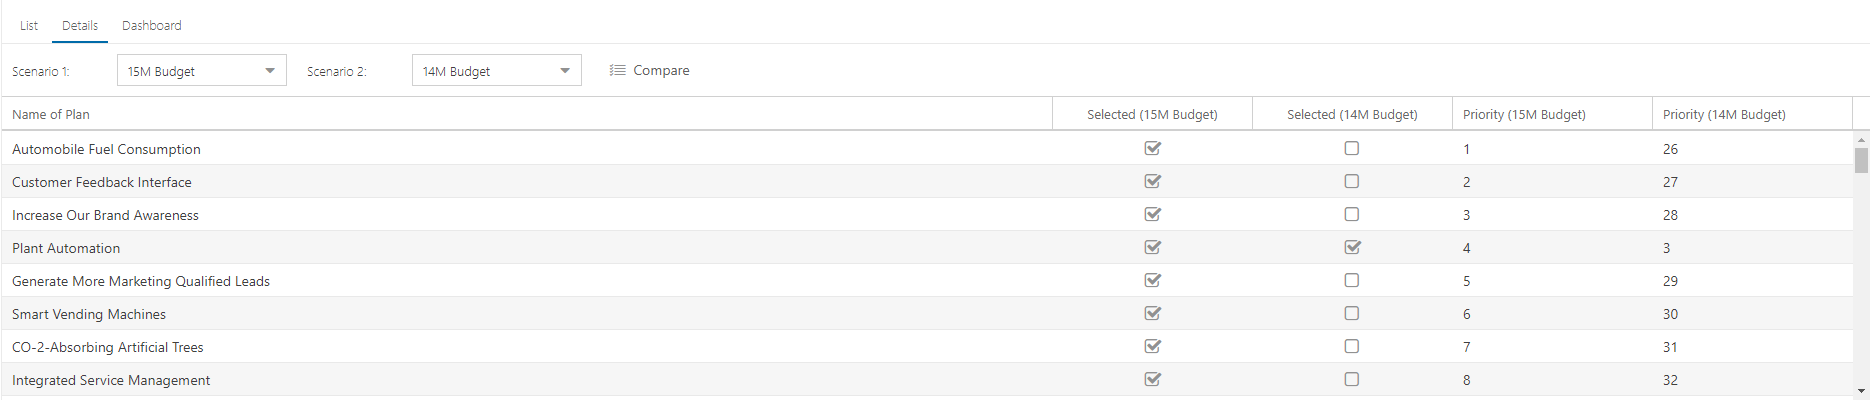 List Details Dashboard
Scenario 1: 15M Budget Scenario 2: 14M Budget Compare
Name of Plan Selected (15M Budget) Selected (14M Budget) Priority (15M Budget) Priority (14M Budget)
Automobile Fuel Consumption 1 26
Customer Feedback Interface 2 27
Increase Our Brand Awareness 3 28
Plant Automation 4 3
Generate More Marketing Qualified Leads 5 29
Smart Vending Machines 6 30
CO-2-Absorbing Artificial Trees 7 31
Integrated Service Management 8 32